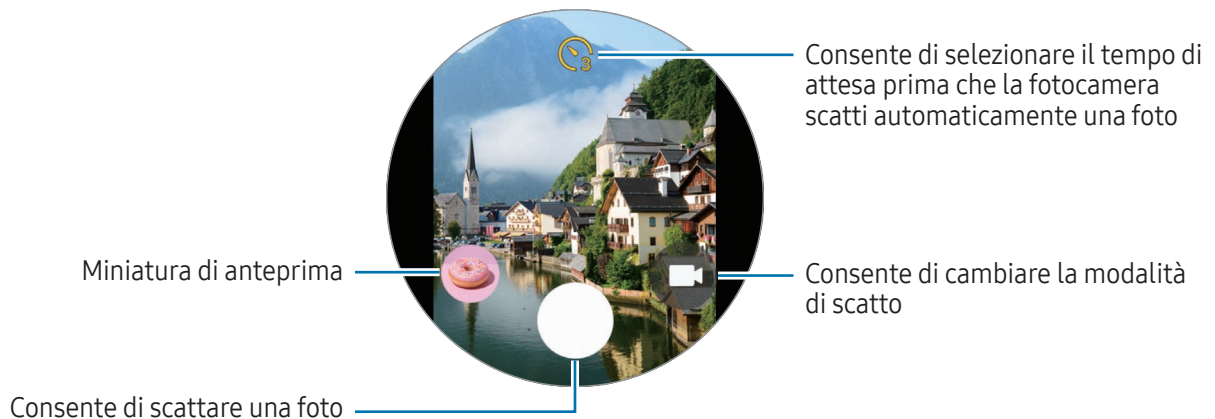 3
Consente di selezionare il tempo di
attesa prima che la fotocamera
scatti automaticamente una foto
Miniatura di anteprima
Consente di cambiare la modalità
di scatto
Consente di scattare una foto